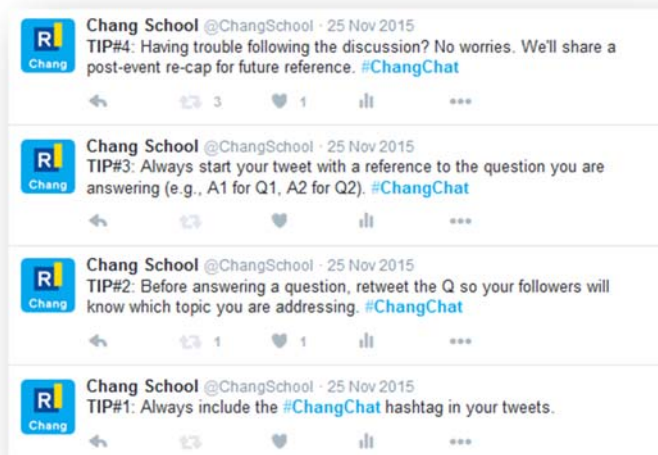 R
Chang
Chang School @ChangSchool · 25 Nov 2015
TIP#4: Having trouble following the discussion? No worries. We'll share a
post-event re-cap for future reference. #ChangChat
3 1
R
Chang
Chang School @ChangSchool · 25 Nov 2015
TIP#3: Always start your tweet with a reference to the question you are
answering (e.g., A1 for Q1, A2 for Q2). #ChangChat
R
Chang
Chang School @ChangSchool · 25 Nov 2015
TIP#2: Before answering a question, retweet the Q so your followers will
know which topic you are addressing. #ChangChat
1 1
R
Chang
Chang School @ChangSchool · 25 Nov 2015
TIP#1: Always include the #ChangChat hashtag in your tweets.